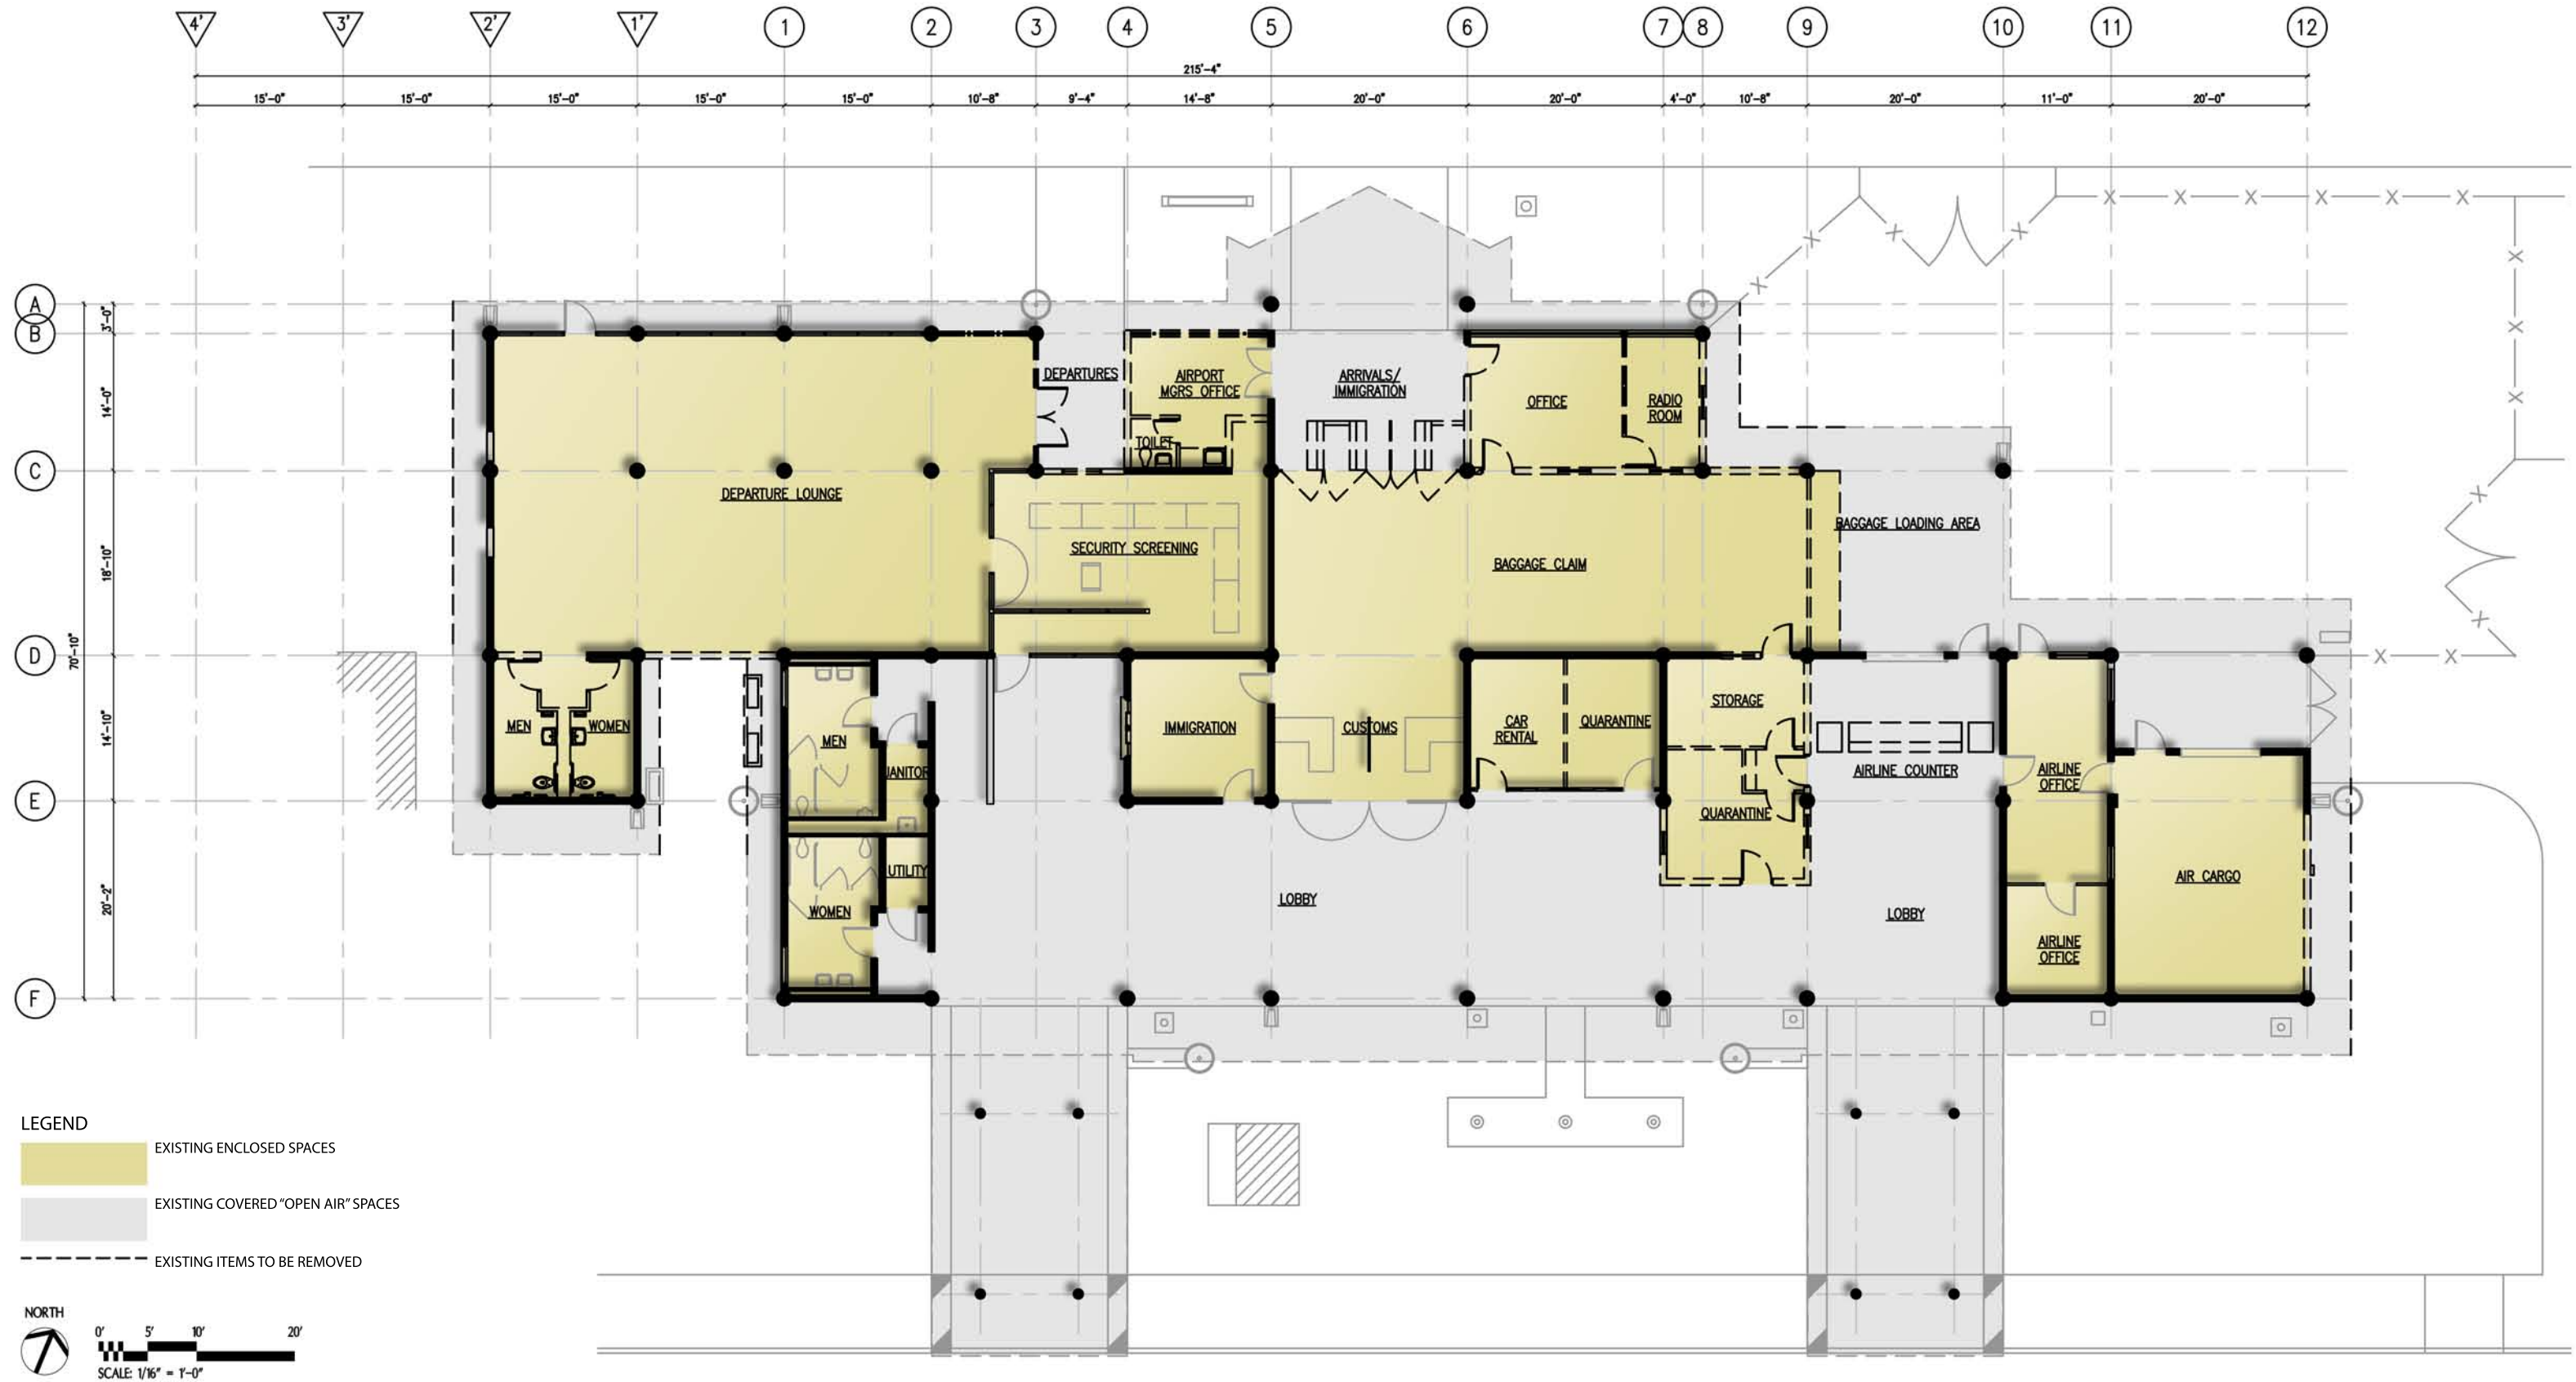 4' 3' 2' 1' 1 2 3 4 5 6 7 8 9 10 11 12
215'-4"
15'-0" 15'-0" 15'-0" 15'-0" 15'-0" 10'-8" 9'-4" 14'-8" 20'-0" 20'-0" 4'-0" 10'-8" 20'-0" 11'-0" 20'-0"
A
B
C
D
E
F
3'-0"
14'-0"
18'-10"
14'-10"
20'-2"
70'-10"
DEPARTURES
AIRPORT
MGRS OFFICE
TOILET
ARRIVALS/
IMMIGRATION
OFFICE
RADIO
ROOM
DEPARTURE LOUNGE
SECURITY SCREENING
BAGGAGE CLAIM
BAGGAGE LOADING AREA
MEN
WOMEN
MEN
JANITOR
IMMIGRATION
CUSTOMS
CAR
RENTAL
QUARANTINE
STORAGE
QUARANTINE
AIRLINE COUNTER
AIRLINE
OFFICE
UTILITY
WOMEN
LOBBY
LOBBY
AIRLINE
OFFICE
AIR CARGO
LEGEND
EXISTING ENCLOSED SPACES
EXISTING COVERED "OPEN AIR" SPACES
EXISTING ITEMS TO BE REMOVED
NORTH
0' 5' 10' 20'
SCALE: 1/16" = 1'-0"